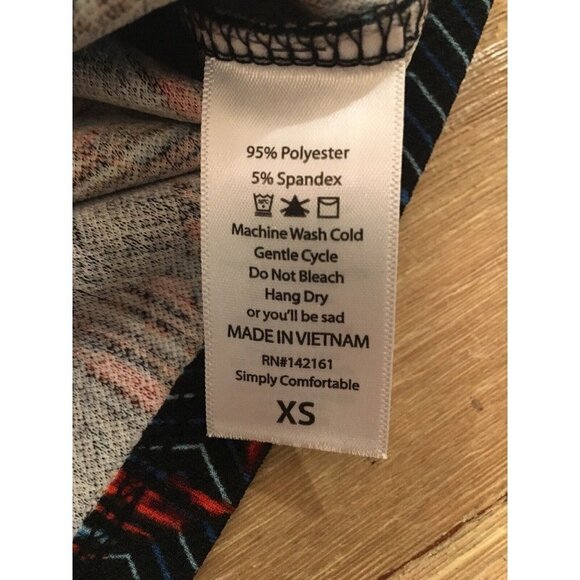 95% Polyester
5% Spandex
Machine Wash Cold
Gentle Cycle
Do Not Bleach
Hang Dry
or you'll be sad
MADE IN VIETNAM
RN#142161
Simply Comfortable
XS